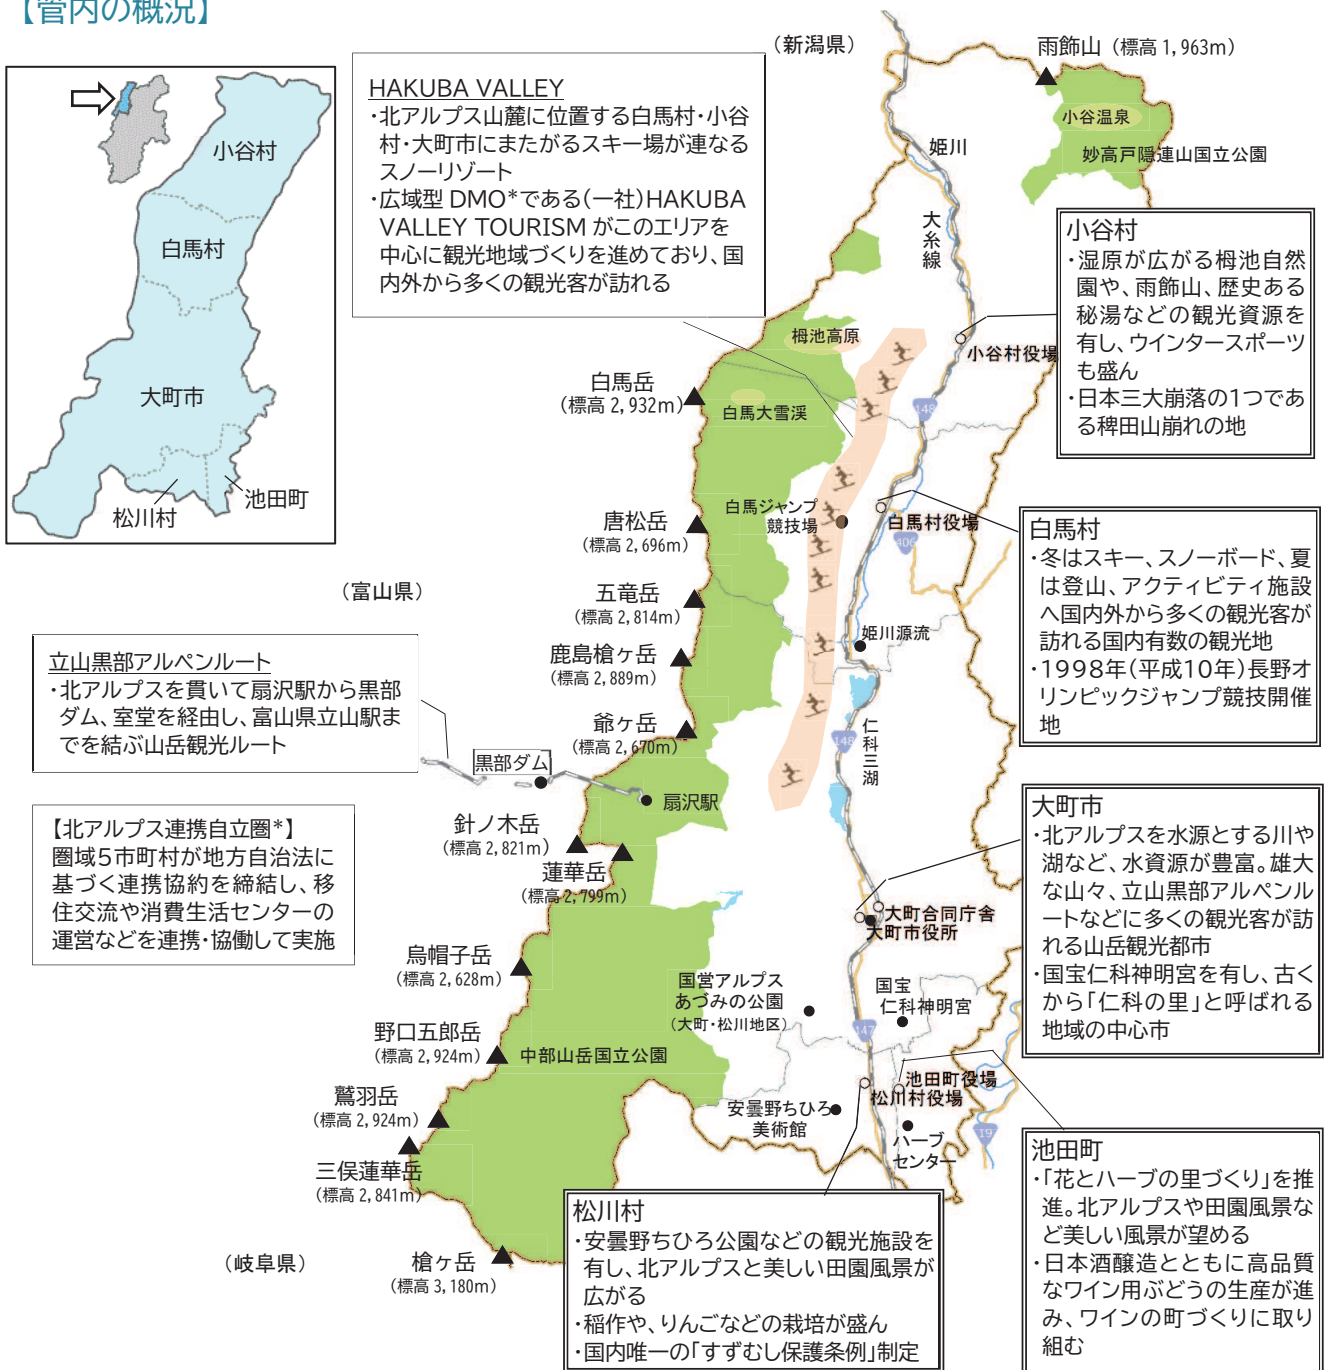 【管内の概況】
小谷村
白馬村
大町市
池田町
松川村
HAKUBA VALLEY
・北アルプス山麓に位置する白馬村・小谷
村・大町市にまたがるスキー場が連なる
スノーリゾート
・広域型 DMO*である(一社)HAKUBA
VALLEY TOURISM がこのエリアを
中心に観光地域づくりを進めており、国
内外から多くの観光客が訪れる
(新潟県)
雨飾山 (標高 1,963m)
小谷温泉
妙高戸隠連山国立公園
姫川
大糸線
小谷村
・湿原が広がる栂池自然
園や、雨飾山、歴史ある
秘湯などの観光資源を
有し、ウインタースポーツ
も盛ん
・日本三大崩落の1つであ
る稗田山崩れの地
栂池高原
小谷村役場
白馬岳
(標高 2,932m)
白馬大雪渓
148
唐松岳
(標高 2,696m)
白馬ジャンプ
競技場
白馬村役場
406
白馬村
・冬はスキー、スノーボード、夏
は登山、アクティビティ施設
へ国内外から多くの観光客が
訪れる国内有数の観光地
・1998年(平成10年)長野オ
リンピックジャンプ競技開催
地
(富山県)
五竜岳
(標高 2,814m)
姫川源流
鹿島槍ヶ岳
(標高 2,889m)
立山黒部アルペンルート
・北アルプスを貫いて扇沢駅から黒部
ダム、室堂を経由し、富山県立山駅ま
でを結ぶ山岳観光ルート
爺ヶ岳
(標高 2,670m)
148
仁科三湖
黒部ダム
扇沢駅
【北アルプス連携自立圏*】
圏域5市町村が地方自治法に
基づく連携協約を締結し、移
住交流や消費生活センターの
運営などを連携・協働して実施
針ノ木岳
(標高 2,821m)
蓮華岳
(標高 2,799m)
大町市
・北アルプスを水源とする川や
湖など、水資源が豊富。雄大
な山々、立山黒部アルペンル
ートなどに多くの観光客が訪
れる山岳観光都市
・国宝仁科神明宮を有し、古く
から「仁科の里」と呼ばれる
地域の中心市
大町合同庁舎
大町市役所
烏帽子岳
(標高 2,628m)
国営アルプス
あづみの公園
(大町・松川地区)
国宝
仁科神明宮
147
野口五郎岳
(標高 2,924m)
中部山岳国立公園
池田町役場
松川村役場
鷲羽岳
(標高 2,924m)
安曇野ちひろ
美術館
ハーブ
センター
19
三俣蓮華岳
(標高 2,841m)
池田町
・「花とハーブの里づくり」を推
進。北アルプスや田園風景な
ど美しい風景が望める
・日本酒醸造とともに高品質
なワイン用ぶどうの生産が進
み、ワインの町づくりに取り
組む
松川村
・安曇野ちひろ公園などの観光施設を
有し、北アルプスと美しい田園風景が
広がる
・稲作や、りんごなどの栽培が盛ん
・国内唯一の「すずむし保護条例」制定
(岐阜県)
槍ヶ岳
(標高 3,180m)